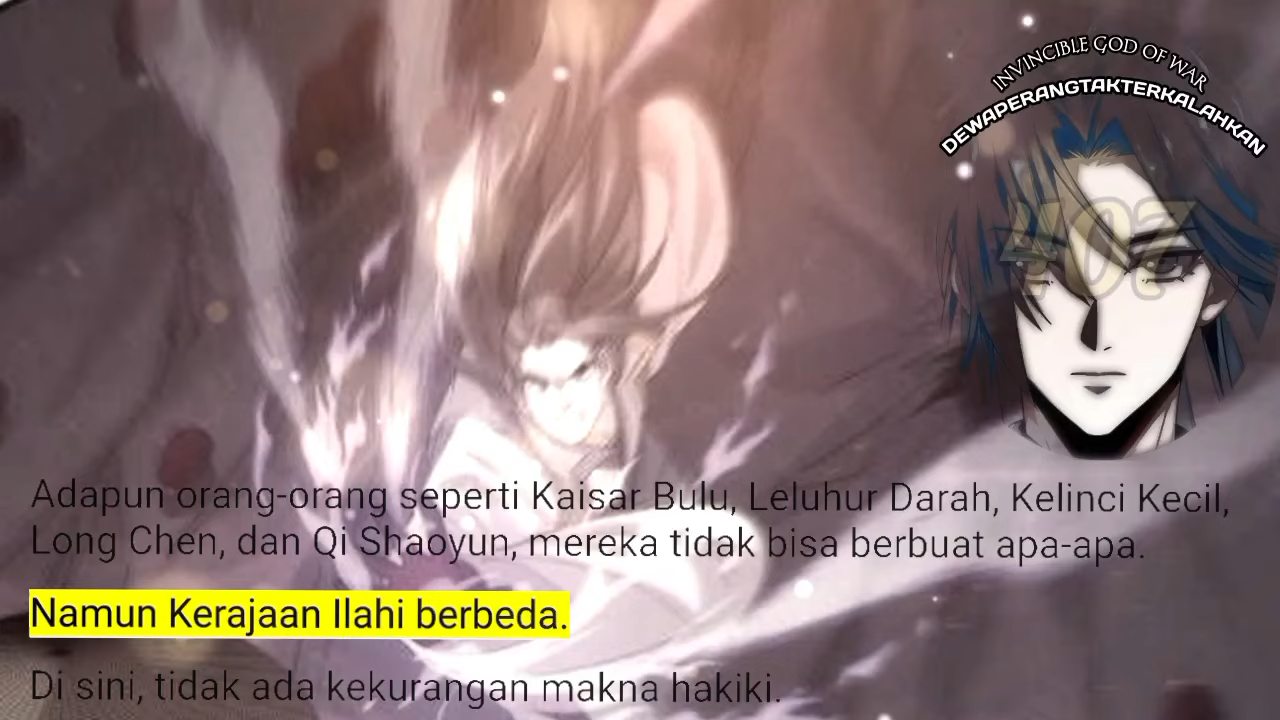 INVINCIBLE GOD OF WAR
DEWAPERANGTAKTERKALAHKAN
407
Adapun orang-orang seperti Kaisar Bulu, Leluhur Darah, Kelinci Kecil,
Long Chen, dan Qi Shaoyun, mereka tidak bisa berbuat apa-apa.
Namun Kerajaan Ilahi berbeda.
Di sini, tidak ada kekurangan makna hakiki.